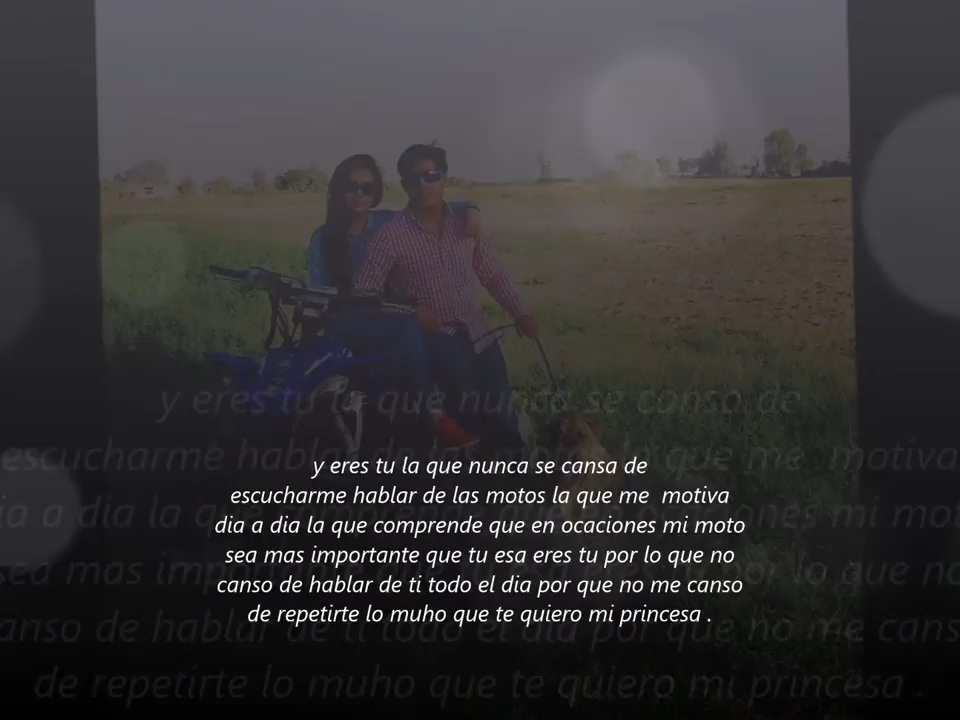 y eres tu la que nunca se cansa de
escucharme hablar de las motos la que me  motiva
dia a dia la que comprende que en ocaciones mi moto
sea mas importante que tu esa eres tu por lo que no
canso de hablar de ti todo el dia por que no me canso
de repetirte lo muho que te quiero mi princesa .